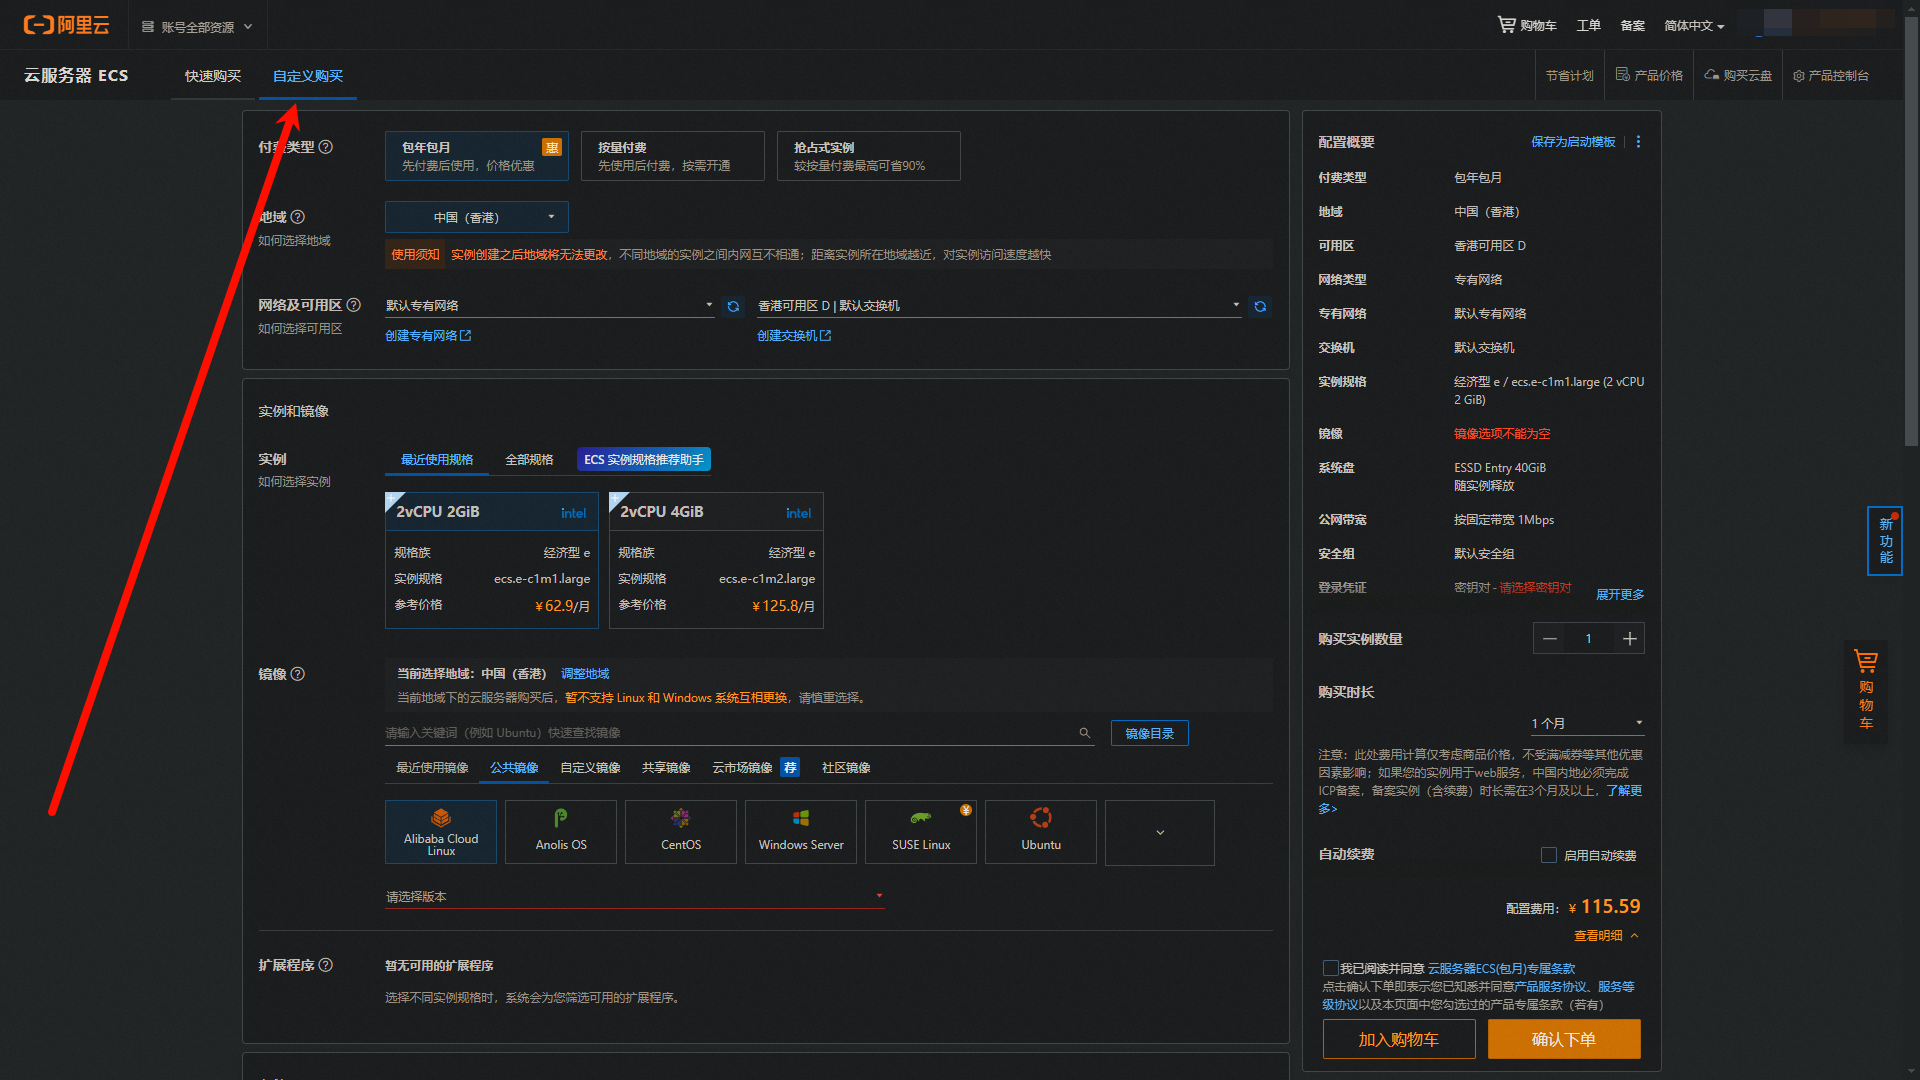 阿里云
账号全部资源
购物车
工单
备案
简体中文
云服务器 ECS
快速购买
自定义购买
节省计划
产品价格
购买云盘
产品控制台
付费类型
包年包月
惠
先付费后使用，价格优惠
按量付费
先使用后付费，按需开通
抢占式实例
较按量付费最高可省90%
地域
如何选择地域
中国（香港）
使用须知 实例创建之后地域将无法更改，不同地域的实例之间内网互不相通；距离实例所在地域越近，对实例访问速度越快
网络及可用区
如何选择可用区
默认专有网络
香港可用区 D | 默认交换机
创建专有网络
创建交换机
实例和镜像
实例
如何选择实例
最近使用规格
全部规格
ECS 实例规格推荐助手
2vCPU 2GiB
intel
规格族 经济型 e
实例规格 ecs.e-c1m1.large
参考价格 ¥62.9/月
2vCPU 4GiB
intel
规格族 经济型 e
实例规格 ecs.e-c1m2.large
参考价格 ¥125.8/月
镜像
当前选择地域：中国（香港） 调整地域
当前地域下的云服务器购买后，暂不支持 Linux 和 Windows 系统互相更换，请慎重选择。
请输入关键词（例如 Ubuntu）快速查找镜像
镜像目录
最近使用镜像
公共镜像
自定义镜像
共享镜像
云市场镜像 荐
社区镜像
Alibaba Cloud
Linux
Anolis OS
CentOS
Windows Server
¥
SUSE Linux
Ubuntu
请选择版本
扩展程序
暂无可用的扩展程序
选择不同实例规格时，系统会为您筛选可用的扩展程序。
配置概要
保存为启动模板
付费类型 包年包月
地域 中国（香港）
可用区 香港可用区 D
网络类型 专有网络
专有网络 默认专有网络
交换机 默认交换机
实例规格 经济型 e / ecs.e-c1m1.large (2 vCPU
2 GiB)
镜像 镜像选项不能为空
系统盘 ESSD Entry 40GiB
随实例释放
公网带宽 按固定带宽 1Mbps
安全组 默认安全组
登录凭证 密钥对 - 请选择密钥对
展开更多
购买实例数量 1
购买时长
1 个月
注意：此处费用计算仅考虑商品价格，不受满减券等其他优惠
因素影响；如果您的实例用于web服务，中国内地必须完成
ICP备案，备案实例（含续费）时长需在3个月及以上，了解更
多>
自动续费 启用自动续费
配置费用：¥ 115.59
查看明细
我已阅读并同意 云服务器ECS(包月)专属条款
点击确认下单即表示您已知悉并同意产品服务协议、服务等
级协议以及本页面中您勾选过的产品专属条款（若有）
加入购物车
确认下单
新
功
能
购
物
车